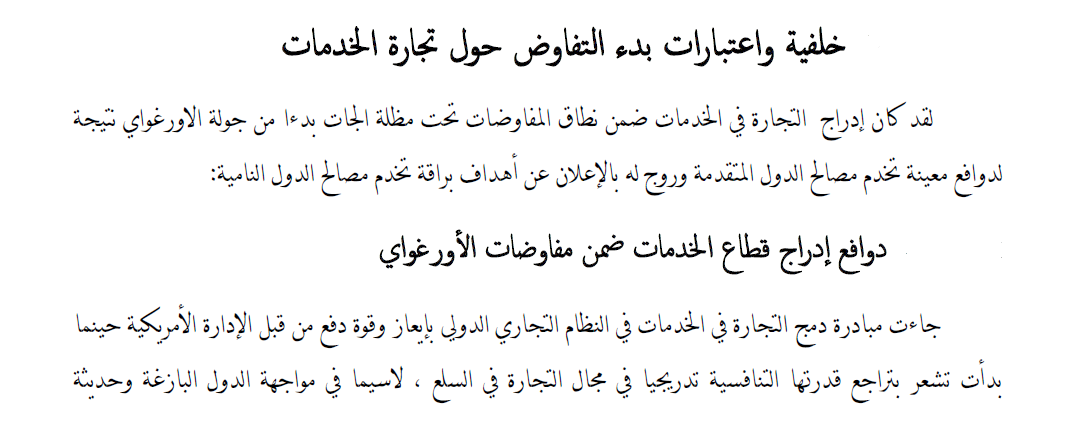 خلفية واعتبارات بدء التفاوض حول تجارة الخدمات
لقد كان إدراج التجارة في الخدمات ضمن نطاق المفاوضات تحت مظلة الجات بدءا من جولة الاورغواي نتيجة
لدوافع معينة تخدم مصالح الدول المتقدمة وروج له بالإعلان عن أهداف براقة تخدم مصالح الدول النامية:
دوافع إدراج قطاع الخدمات ضمن مفاوضات الأورغواي
جاءت مبادرة دمج التجارة في الخدمات في النظام التجاري الدولي بإيعاز وقوة دفع من قبل الإدارة الأمريكية حينما
بدأت تشعر بتراجع قدرتها التنافسية تدريجيا في مجال التجارة في السلع ، لاسيما في مواجهة الدول البازغة وحديثة